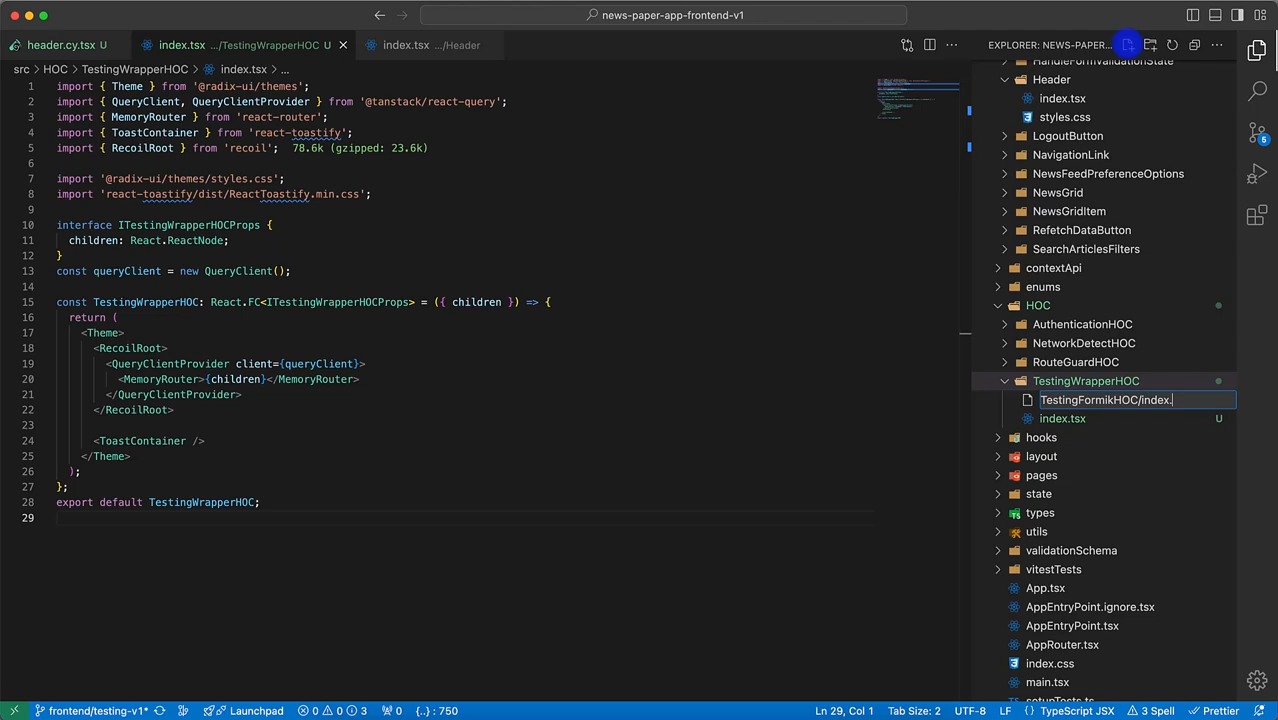 news-paper-app-frontend-v1
header.cy.tsx U
index.tsx .../TestingWrapperHOC U
index.tsx .../Header
EXPLORER: NEWS-PAPER...
src > HOC > TestingWrapperHOC > index.tsx > ...
1 import { Theme } from '@radix-ui/themes';
2 import { QueryClient, QueryClientProvider } from '@tanstack/react-query';
3 import { MemoryRouter } from 'react-router';
4 import { ToastContainer } from 'react-toastify';
5 import { RecoilRoot } from 'recoil'; 78.6k (gzipped: 23.6k)
6
7 import '@radix-ui/themes/styles.css';
8 import 'react-toastify/dist/ReactToastify.min.css';
9
10 interface ITestingWrapperHOCProps {
11 children: React.ReactNode;
12 }
13 const queryClient = new QueryClient();
14
15 const TestingWrapperHOC: React.FC<ITestingWrapperHOCProps> = ({ children }) => {
16 return (
17 <Theme>
18 <RecoilRoot>
19 <QueryClientProvider client={queryClient}>
20 <MemoryRouter>{children}</MemoryRouter>
21 </QueryClientProvider>
22 </RecoilRoot>
23
24 <ToastContainer />
25 </Theme>
26 );
27 };
28 export default TestingWrapperHOC;
29
HandleFormValidationState
Header
index.tsx
styles.css
LogoutButton
NavigationLink
NewsFeedPreferenceOptions
NewsGrid
NewsGridItem
RefetchDataButton
SearchArticlesFilters
contextApi
enums
HOC
AuthenticationHOC
NetworkDetectHOC
RouteGuardHOC
TestingWrapperHOC
TestingFormikHOC/index.
index.tsx U
hooks
layout
pages
state
types
utils
validationSchema
vitestTests
App.tsx
AppEntryPoint.ignore.tsx
AppEntryPoint.tsx
AppRouter.tsx
index.css
main.tsx
setupTests.ts
5
frontend/testing-v1* Launchpad 0 0 3 0 {..} : 750
Ln 29, Col 1 Tab Size: 2 UTF-8 LF {} TypeScript JSX 3 Spell Prettier